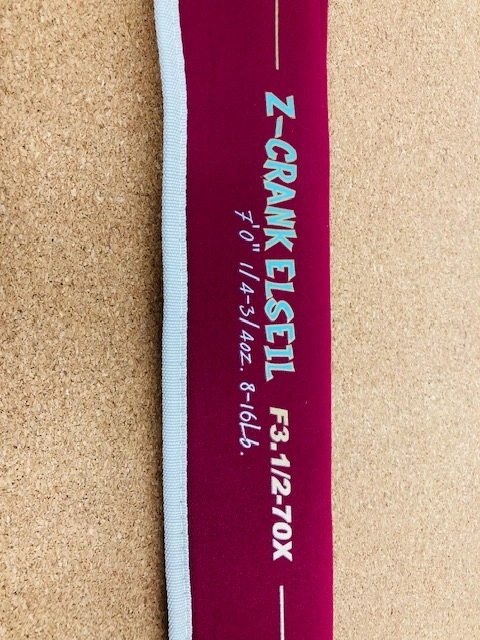 Z-CRANK ELSEIL F3.1/2-70X
7'0" 1/4-3/4oz. 8-16Lb.